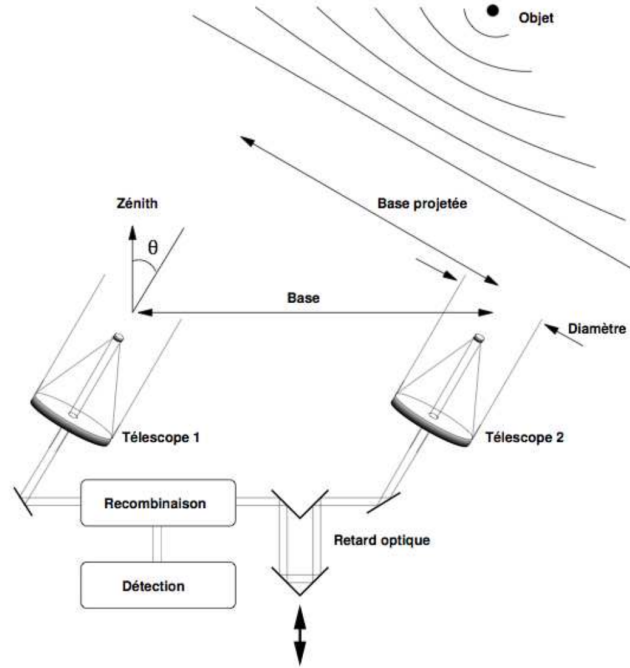 Objet
Zénith
Base projetée
θ
Base
Diamètre
Télescope 1
Télescope 2
Recombinaison
Retard optique
Détection